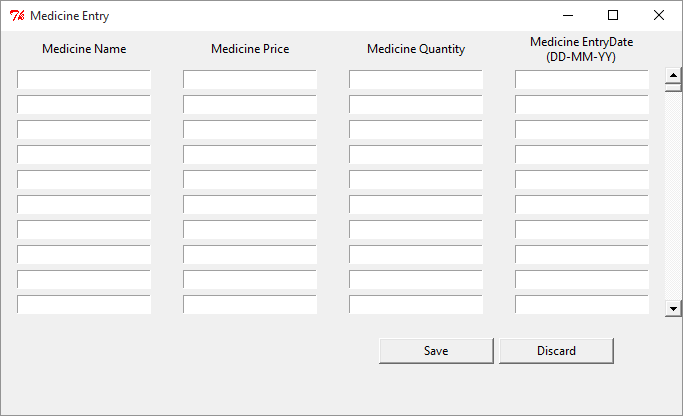 Medicine Entry
Medicine Name
Medicine Price
Medicine Quantity
Medicine EntryDate
(DD-MM-YY)
Save
Discard